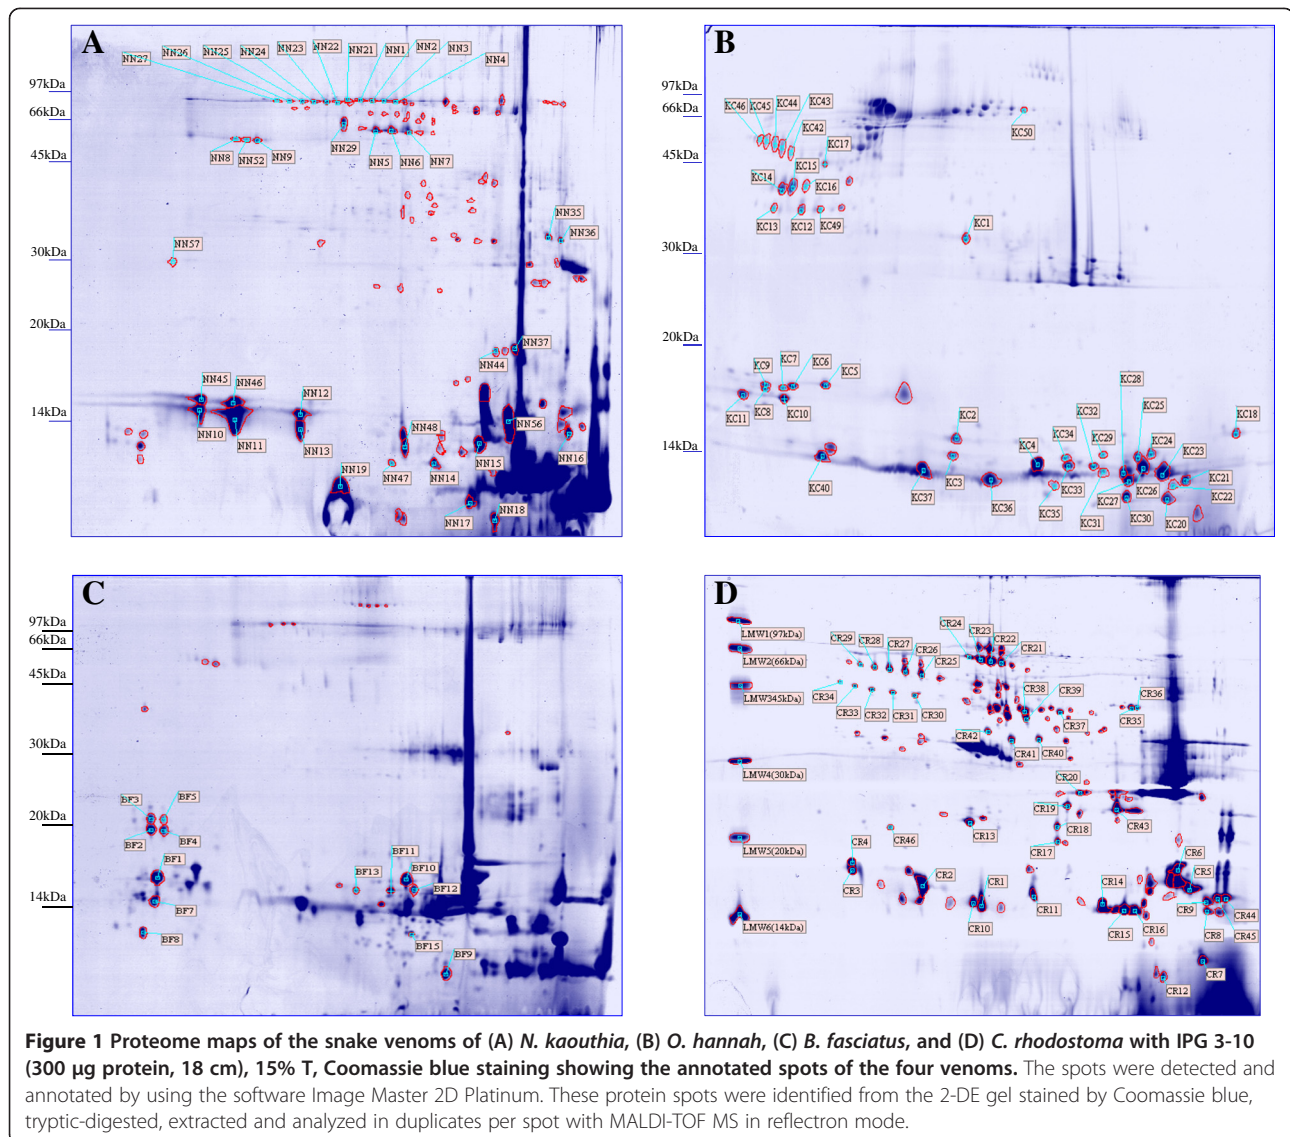 A
NN26 NN25 NN24 NN23 NN22 NN21 NN1 NN2 NN3
NN27 NN4
97kDa
66kDa
NN29 NN5 NN6 NN7
NN8 NN52 NN9
45kDa
NN35
NN36
NN57
30kDa
20kDa
NN37
NN44
NN45 NN46 NN12
14kDa
NN10 NN11 NN13 NN48 NN56
NN19 NN47 NN14 NN15 NN16
NN17 NN18
B
97kDa
66kDa
KC46 KC45 KC44 KC43
KC42 KC50
KC17
45kDa
KC15
KC14 KC16
KC13 KC12 KC49 KC1
30kDa
20kDa
KC9 KC7 KC6 KC5
KC11 KC8 KC10
KC28
KC2 KC32 KC25 KC18
14kDa
KC4 KC34 KC29 KC24
KC23
KC40 KC37 KC3 KC33 KC21
KC36 KC35 KC27 KC26 KC22
KC31 KC30 KC20
C
97kDa
66kDa
45kDa
30kDa
BF3 BF5
20kDa
BF2 BF4
BF1 BF11
BF13 BF10
14kDa
BF12
BF7
BF8 BF15
BF9
D
LMW1(97kDa)
CR24 CR23 CR22
CR29 CR28 CR27 CR26 CR21
LMW2(66kDa)
CR25
LMW345kDa)
CR34 CR38 CR39 CR36
CR33 CR32 CR31 CR30 CR35
CR37
CR42
CR41 CR40
LMW4(30kDa)
CR20
CR19
CR46 CR13 CR18 CR43
LMW5(20kDa)
CR17
CR3 CR2 CR1 CR14 CR6
CR5
CR11 CR9 CR44
LMW6(14kDa)
CR10 CR15 CR16 CR8 CR45
CR7
CR12
Figure 1 Proteome maps of the snake venoms of (A) N. kaouthia, (B) O. hannah, (C) B. fasciatus, and (D) C. rhodostoma with IPG 3-10
(300 μg protein, 18 cm), 15% T, Coomassie blue staining showing the annotated spots of the four venoms. The spots were detected and
annotated by using the software Image Master 2D Platinum. These protein spots were identified from the 2-DE gel stained by Coomassie blue,
tryptic-digested, extracted and analyzed in duplicates per spot with MALDI-TOF MS in reflectron mode.